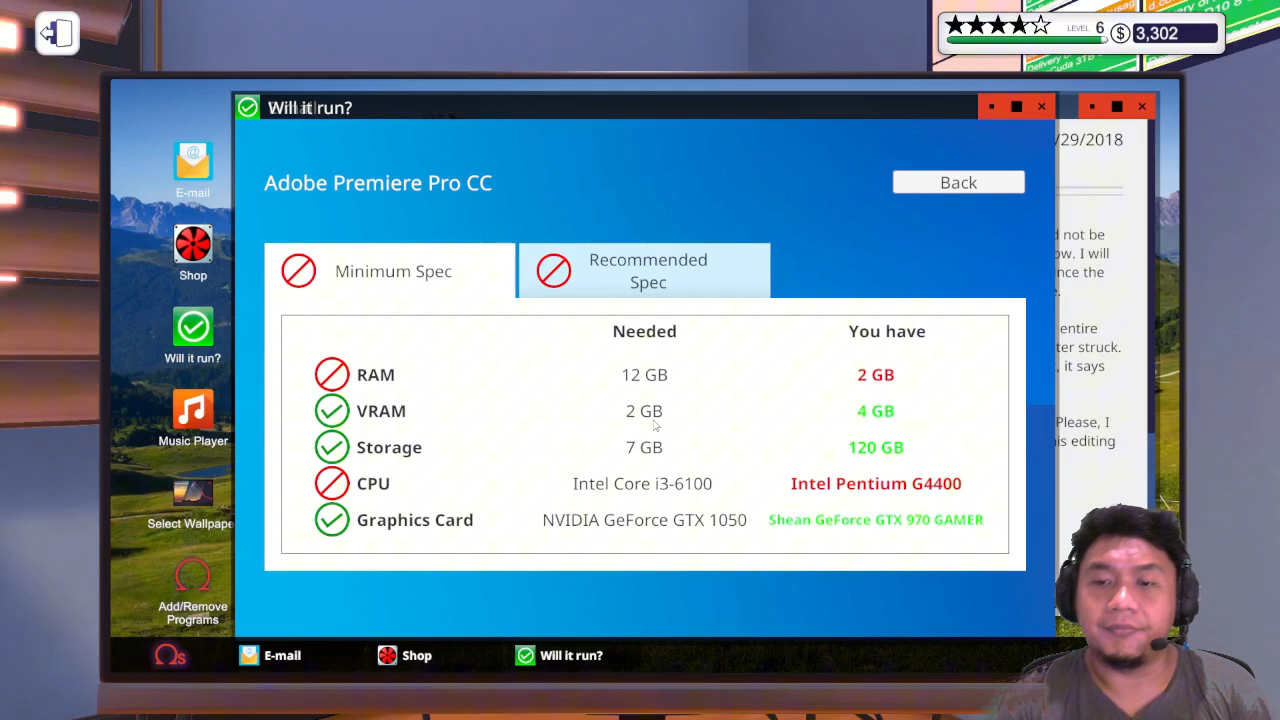 LEVEL 6
$ 3,302
Will it run?
/29/2018
Adobe Premiere Pro CC
Back
Minimum Spec
Recommended
Spec
Needed
You have
RAM 12 GB 2 GB
VRAM 2 GB 4 GB
Storage 7 GB 120 GB
CPU Intel Core i3-6100 Intel Pentium G4400
Graphics Card NVIDIA GeForce GTX 1050 Shean GeForce GTX 970 GAMER
d not be
ow. I will
nce the
entire
ter struck.
, it says
Please, I
is editing
E-mail
Shop
Will it run?
Music Player
Select Wallpape
Add/Remove
Programs
Ωs
E-mail
Shop
Will it run?